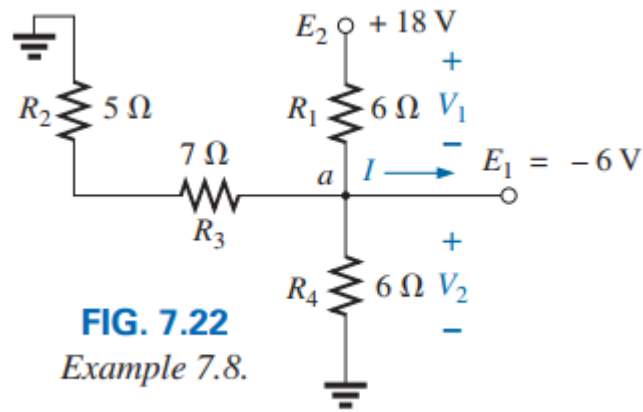 E2 + 18 V
+
R2 5 Ω R1 6 Ω V1
–
7 Ω a I E1 = – 6 V
R3
+
R4 6 Ω V2
–
FIG. 7.22
Example 7.8.